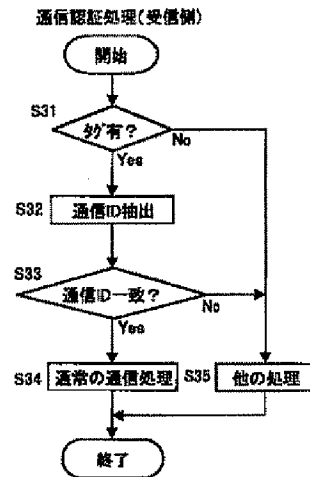 通信認証処理(受信側)
開始
S31
タグ有?
No
Yes
S32
通信ID抽出
S33
通信ID一致?
No
Yes
S34
通常の通信処理
S35
他の処理
終了